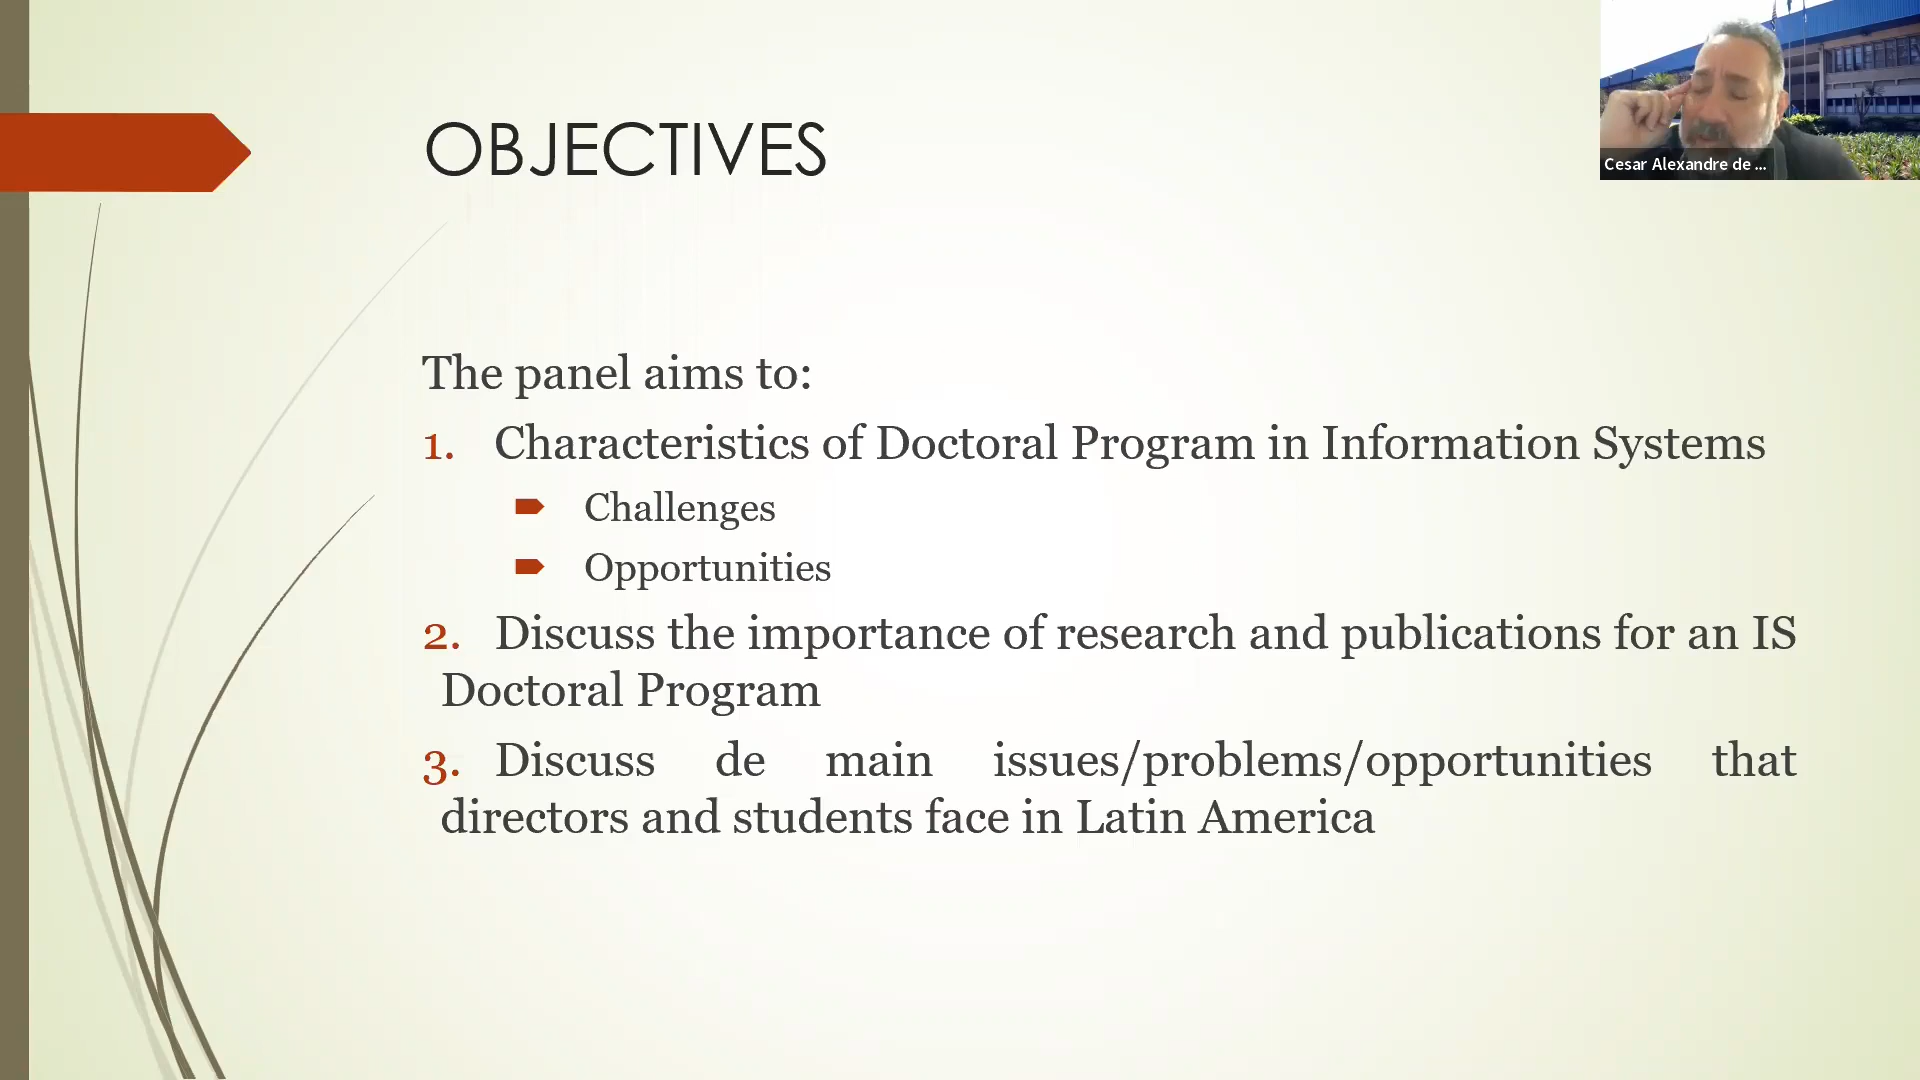 OBJECTIVES
Cesar Alexandre de ...
The panel aims to:
1. Characteristics of Doctoral Program in Information Systems
Challenges
Opportunities
2. Discuss the importance of research and publications for an IS
Doctoral Program
3. Discuss de main issues/problems/opportunities that
directors and students face in Latin America